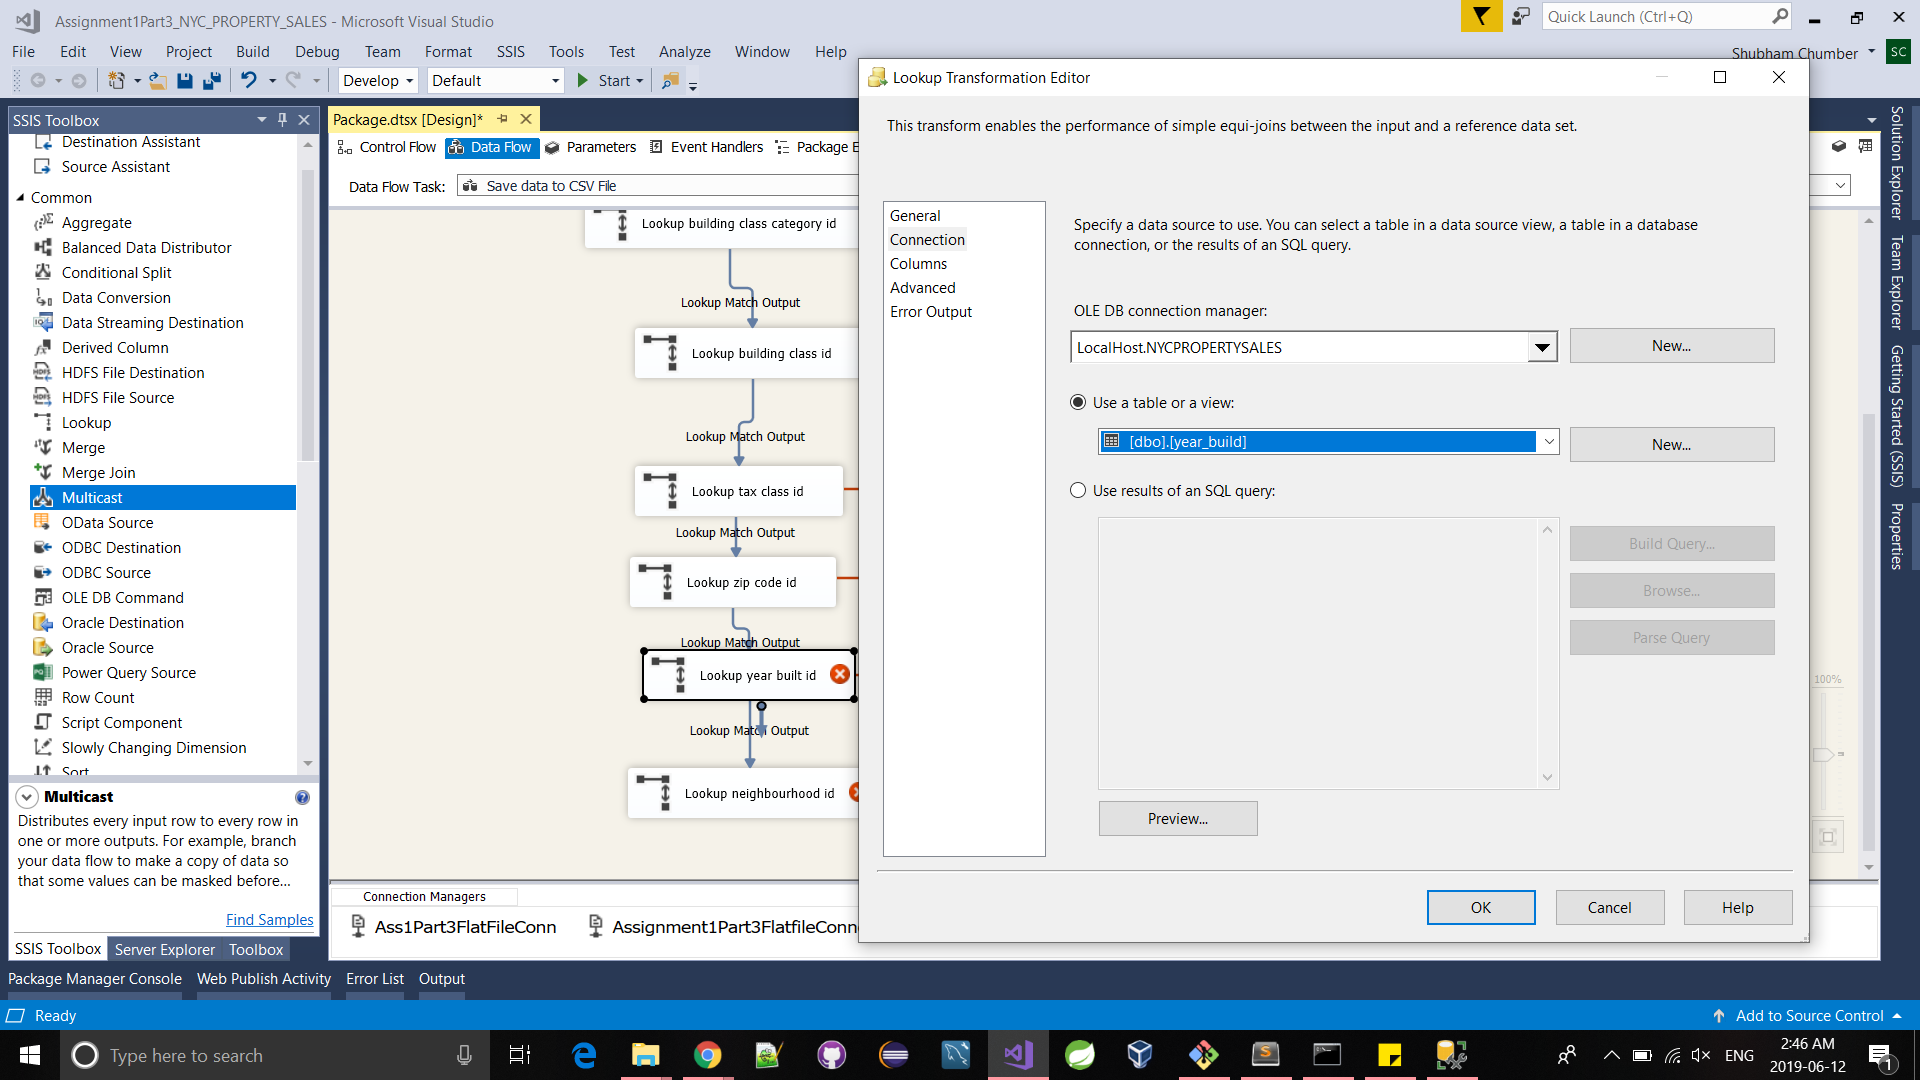 Assignment1Part3_NYC_PROPERTY_SALES - Microsoft Visual Studio
Quick Launch (Ctrl+Q)
File Edit View Project Build Debug Team Format SSIS Tools Test Analyze Window Help
Shubham Chumber SC
Develop Default Start
SSIS Toolbox
Destination Assistant
Source Assistant
Common
Aggregate
Balanced Data Distributor
Conditional Split
Data Conversion
Data Streaming Destination
Derived Column
HDFS File Destination
HDFS File Source
Lookup
Merge
Merge Join
Multicast
OData Source
ODBC Destination
ODBC Source
OLE DB Command
Oracle Destination
Oracle Source
Power Query Source
Row Count
Script Component
Slowly Changing Dimension
Sort
Multicast
Distributes every input row to every row in
one or more outputs. For example, branch
your data flow to make a copy of data so
that some values can be masked before...
Find Samples
SSIS Toolbox Server Explorer Toolbox
Package.dtsx [Design]*
Control Flow Data Flow Parameters Event Handlers Package E
Data Flow Task: Save data to CSV File
Lookup building class category id
Lookup Match Output
Lookup building class id
Lookup Match Output
Lookup tax class id
Lookup Match Output
Lookup zip code id
Lookup Match Output
Lookup year built id
Lookup Match Output
Lookup neighbourhood id
Connection Managers
Ass1Part3FlatFileConn Assignment1Part3FlatfileConn
Lookup Transformation Editor
This transform enables the performance of simple equi-joins between the input and a reference data set.
General
Connection
Columns
Advanced
Error Output
Specify a data source to use. You can select a table in a data source view, a table in a database
connection, or the results of an SQL query.
OLE DB connection manager:
LocalHost.NYCPROPERTYSALES
New...
Use a table or a view:
[dbo].[year_build]
New...
Use results of an SQL query:
Build Query...
Browse...
Parse Query
Preview...
OK Cancel Help
100%
Solution Explorer
Team Explorer
Getting Started (SSIS)
Properties
Package Manager Console Web Publish Activity Error List Output
Ready
Add to Source Control
Type here to search
ENG
2:46 AM
2019-06-12
1